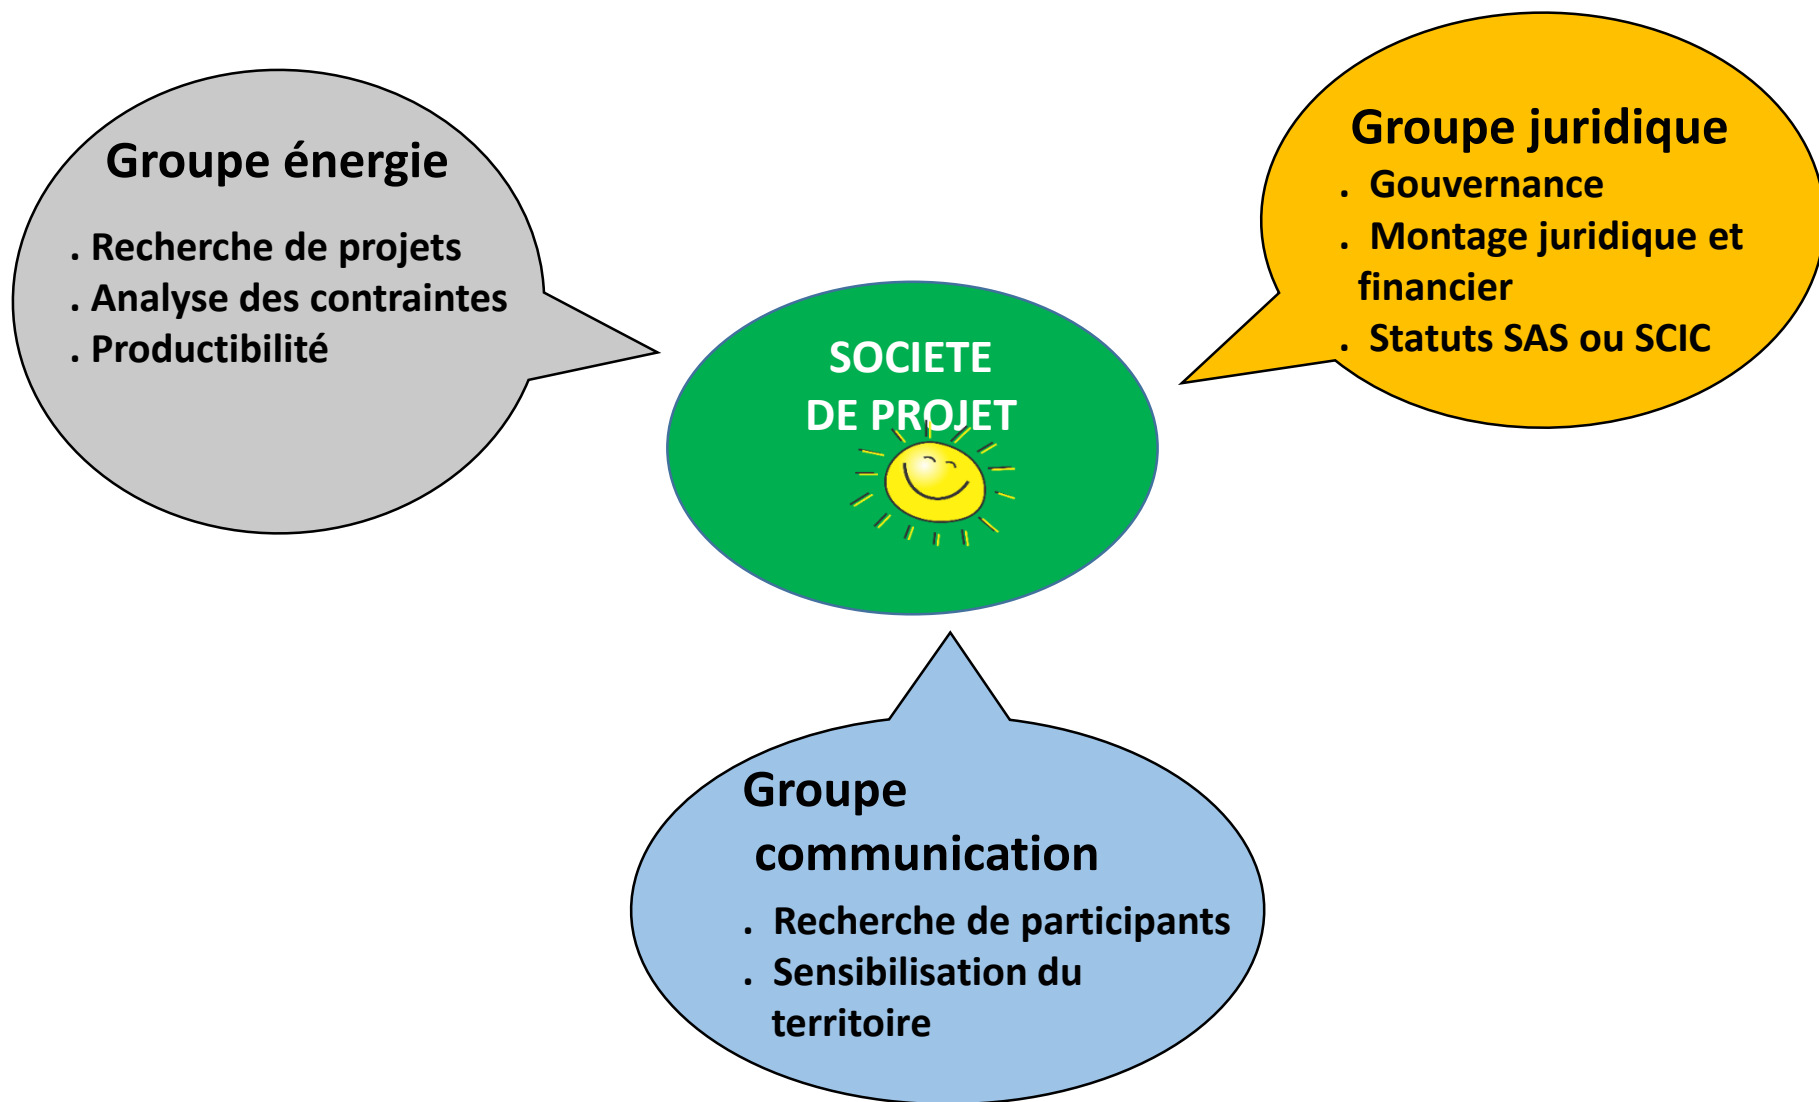 Groupe énergie
. Recherche de projets
. Analyse des contraintes
. Productibilité
Groupe juridique
. Gouvernance
. Montage juridique et
financier
. Statuts SAS ou SCIC
SOCIETE
DE PROJET
Groupe
communication
. Recherche de participants
. Sensibilisation du
territoire